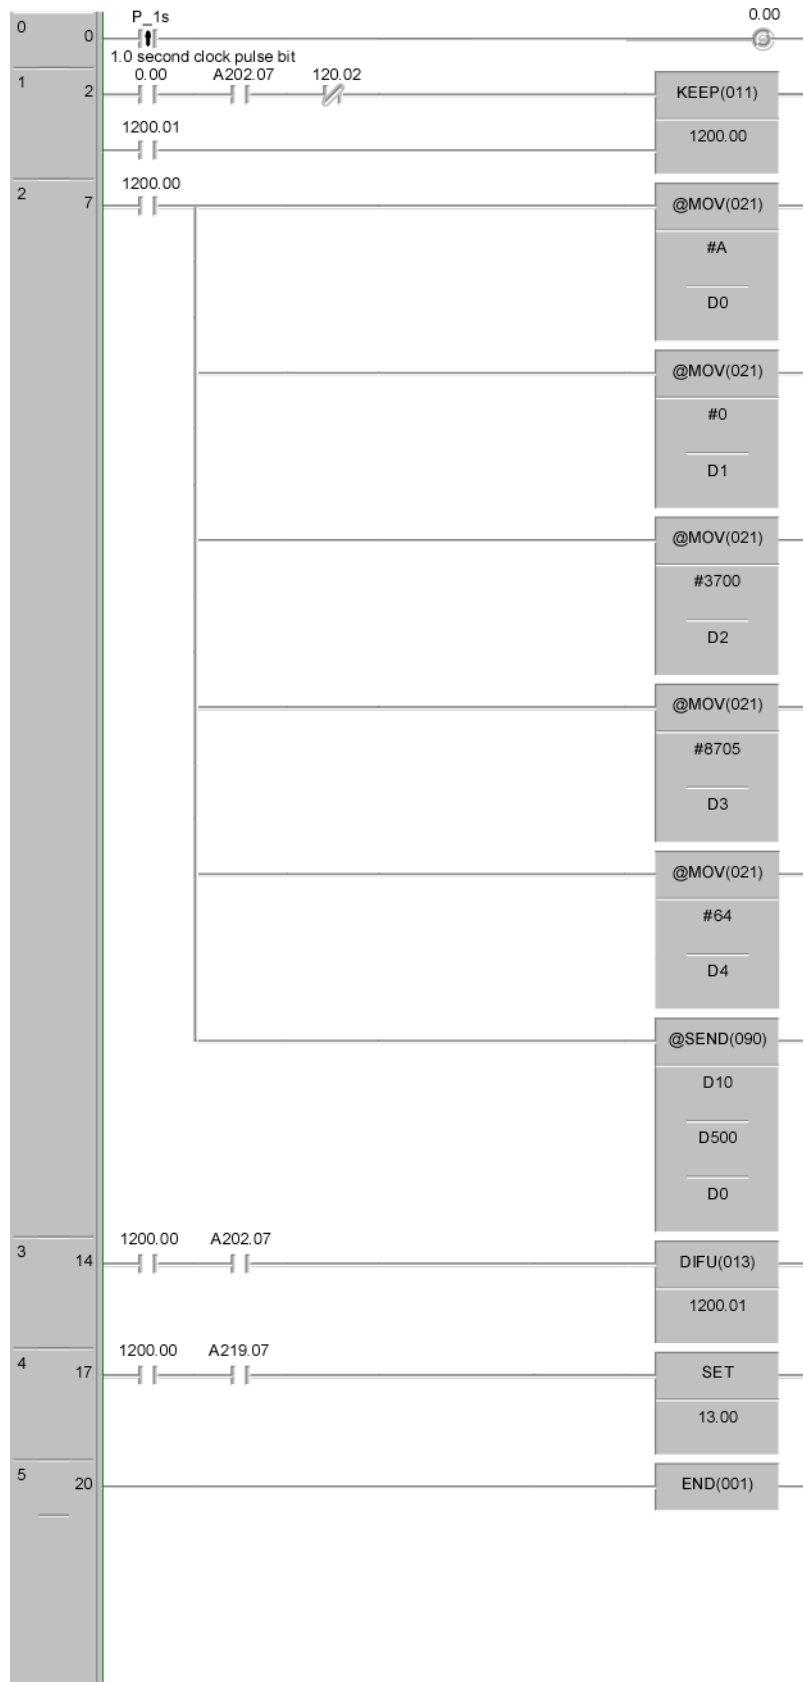 P_1s 0.00
0 0
1.0 second clock pulse bit
0.00 A202.07 120.02
1 2 KEEP(011)
1200.01
1200.00
1200.00
2 7 @MOV(021)
#A
D0
@MOV(021)
#0
D1
@MOV(021)
#3700
D2
@MOV(021)
#8705
D3
@MOV(021)
#64
D4
@SEND(090)
D10
D500
D0
1200.00 A202.07
3 14 DIFU(013)
1200.01
1200.00 A219.07
4 17 SET
13.00
5 20 END(001)